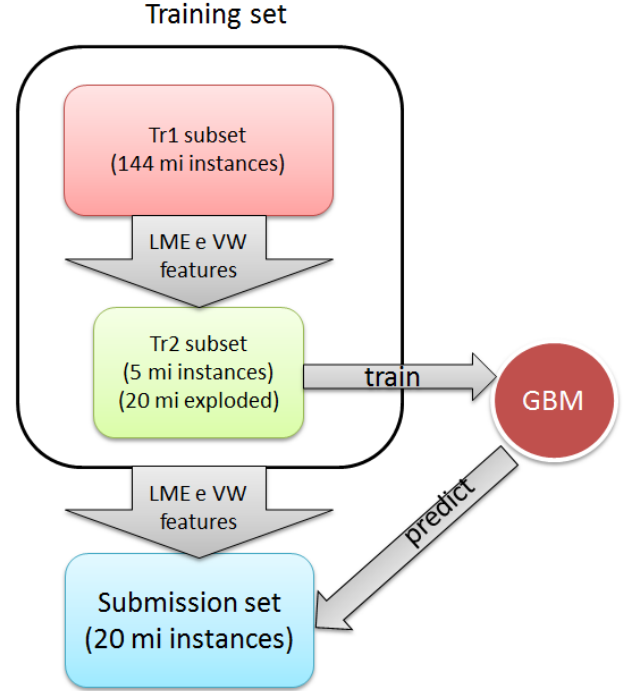 Training set
Tr1 subset
(144 mi instances)
LME e VW
features
Tr2 subset
(5 mi instances)
(20 mi exploded)
train
GBM
LME e VW
features
predict
Submission set
(20 mi instances)